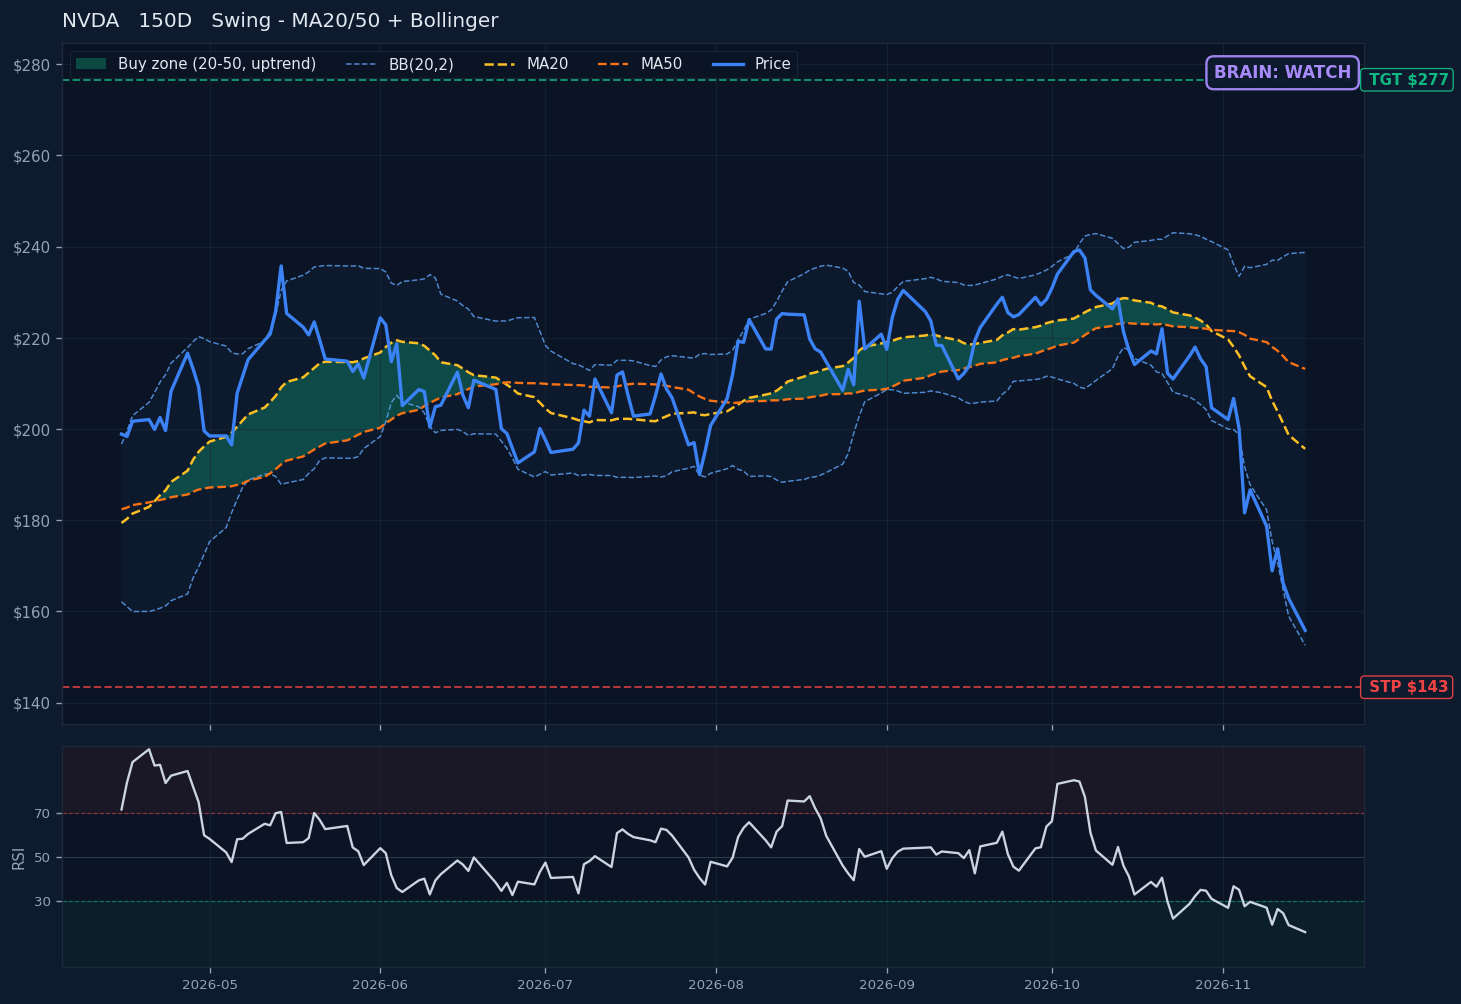 NVDA   150D   Swing - MA20/50 + Bollinger
Buy zone (20-50, uptrend)
BB(20,2)
MA20
MA50
Price
BRAIN: WATCH
TGT $277
STP $143
$280
$260
$240
$220
$200
$180
$160
$140
RSI
70
50
30
2026-05
2026-06
2026-07
2026-08
2026-09
2026-10
2026-11